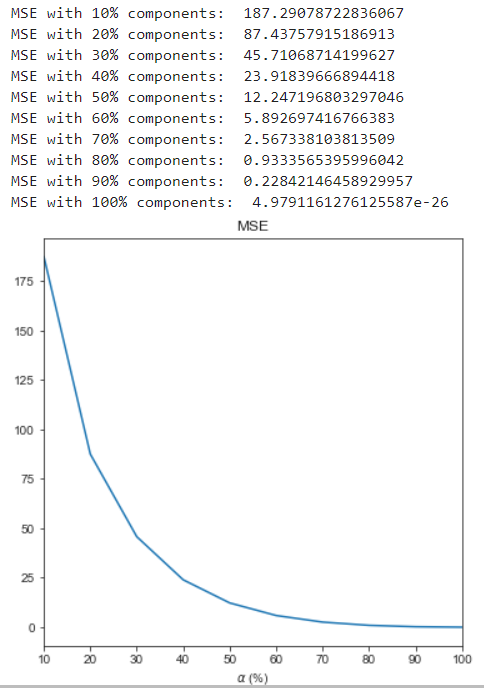 MSE with 10% components:  187.29078722836067
MSE with 20% components:  87.43757915186913
MSE with 30% components:  45.71068714199627
MSE with 40% components:  23.91839666894418
MSE with 50% components:  12.247196803297046
MSE with 60% components:  5.892697416766383
MSE with 70% components:  2.567338103813509
MSE with 80% components:  0.9333565395996042
MSE with 90% components:  0.22842146458929957
MSE with 100% components:  4.9791161276125587e-26
MSE
175
150
125
100
75
50
25
0
10 20 30 40 50 60 70 80 90 100
α (%)